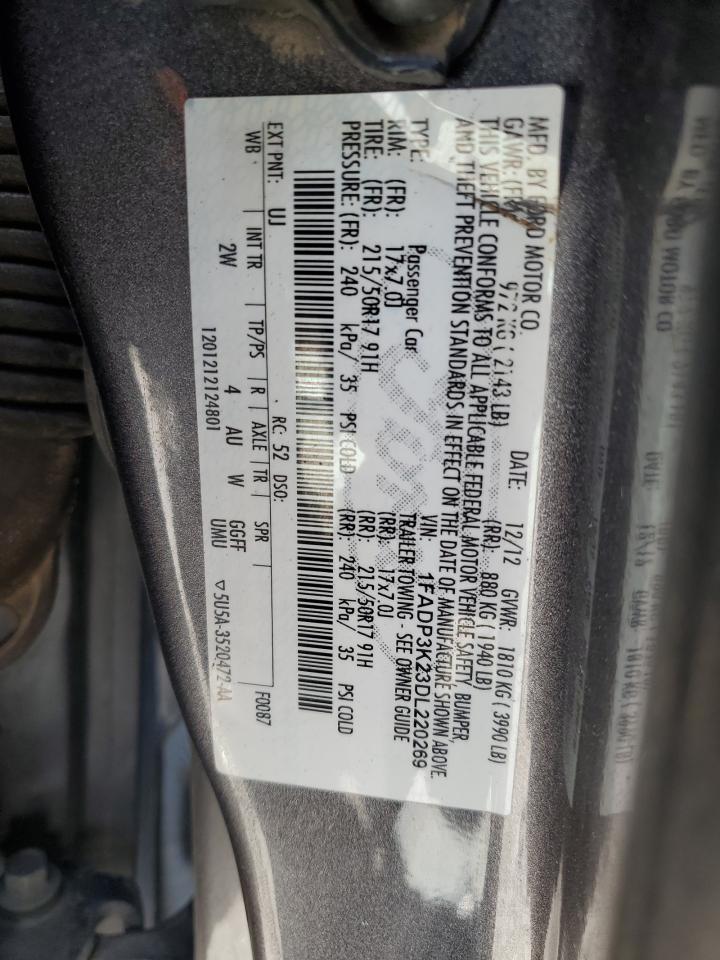 MFD. BY FORD MOTOR CO.
DATE: 12/12 GVWR: 1810 KG ( 3990 LB)
GAWR: (FR): 972 KG ( 2143 LB) (RR): 880 KG ( 1940 LB)
THIS VEHICLE CONFORMS TO ALL APPLICABLE FEDERAL MOTOR VEHICLE SAFETY, BUMPER,
AND THEFT PREVENTION STANDARDS IN EFFECT ON THE DATE OF MANUFACTURE SHOWN ABOVE.
VIN: 1FADP3K23DL220269
TYPE: Passenger Car TRAILER TOWING - SEE OWNER GUIDE
RIM: (FR): 17x7.0J (RR): 17x7.0J
TIRE: (FR): 215/50R17 91H (RR): 215/50R17 91H
PRESSURE: (FR): 240 kPa/ 35 PSI COLD (RR): 240 kPa/ 35 PSI COLD
EXT PNT: UJ RC: 52 DSO: F0087
WB INT TR TP/PS R AXLE TR SPR
2W 4 AU W GGFF
1201212124801 UMU ▽5U5A-3520472-AA